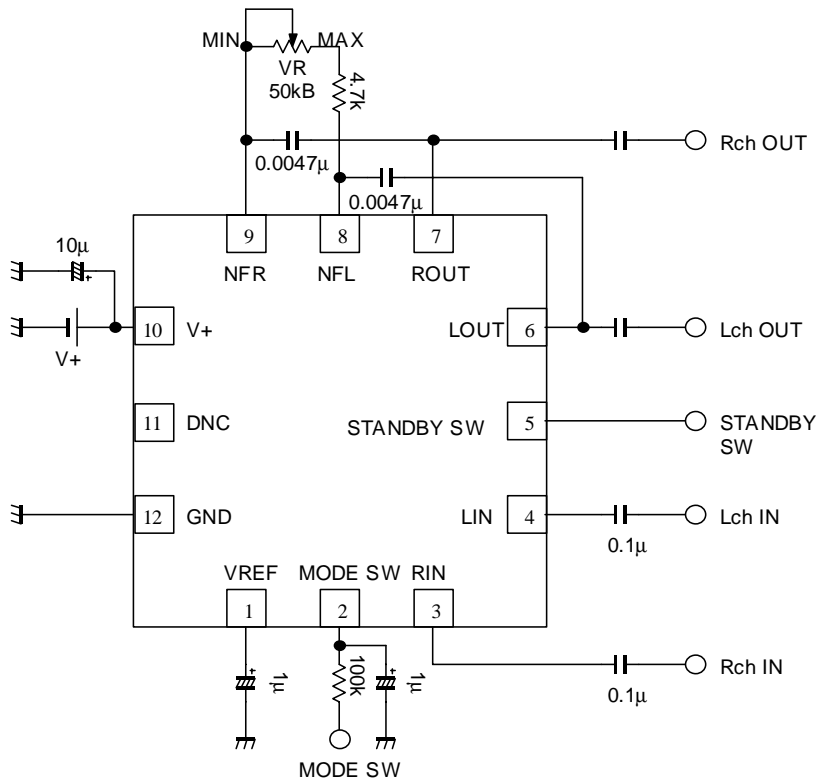 MIN MAX
VR
50kB
4.7k
0.0047μ
Rch OUT
0.0047μ
9 8 7
10μ
NFR NFL ROUT
10 V+
LOUT 6
Lch OUT
V+
11 DNC
STANDBY SW 5
STANDBY
SW
12 GND
LIN 4
Lch IN
0.1μ
VREF MODE SW RIN
1 2 3
1μ
100k
1μ
Rch IN
0.1μ
MODE SW